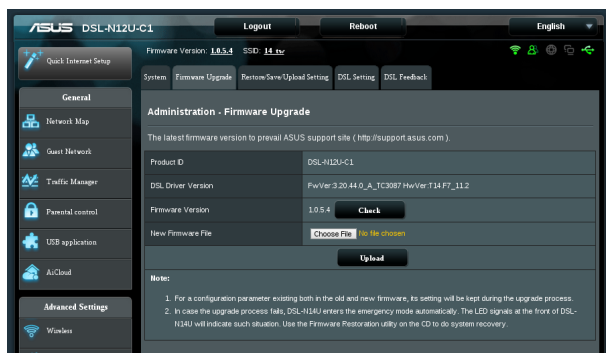 ASUS DSL-N12U-C1 Logout Reboot English
Firmware Version: 1.0.5.4 SSID: 14_tw
Quick Internet Setup
System Firmware Upgrade Restore/Save/Upload Setting DSL Setting DSL Feedback
General
Network Map
Guest Network
Traffic Manager
Parental control
USB application
AiCloud
Advanced Settings
Wireless
Administration - Firmware Upgrade
The latest firmware version to prevail ASUS support site ( http://support.asus.com ).
Product ID DSL-N12U-C1
DSL Driver Version FwVer:3.20.44.0_A_TC3087 HwVer:T14.F7_11.2
Firmware Version 1.0.5.4 Check
New Firmware File Choose File No file chosen
Upload
Note:
1. For a configuration parameter existing both in the old and new firmware, its setting will be kept during the upgrade process.
2. In case the upgrade process fails, DSL-N14U enters the emergency mode automatically. The LED signals at the front of DSL-
N14U will indicate such situation. Use the Firmware Restoration utility on the CD to do system recovery.